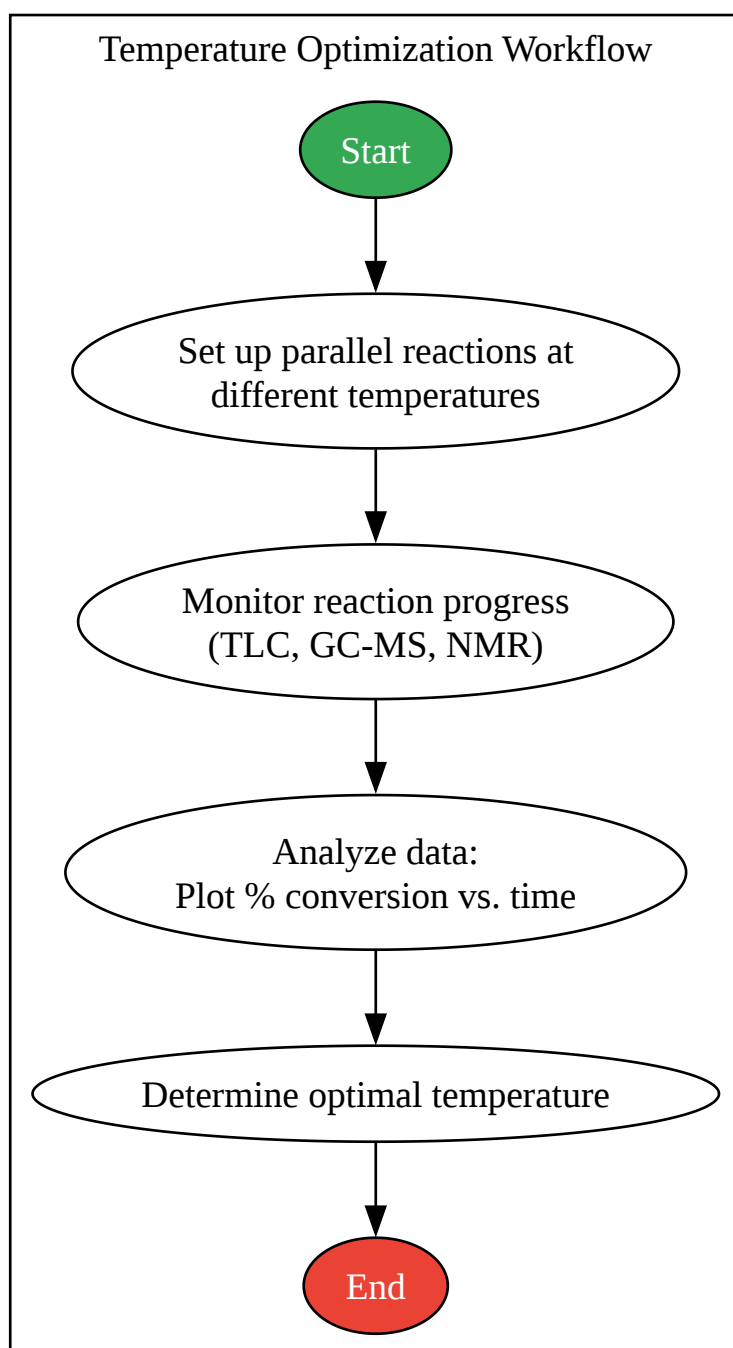 Temperature Optimization Workflow
Start
Set up parallel reactions at
different temperatures
Monitor reaction progress
(TLC, GC-MS, NMR)
Analyze data:
Plot % conversion vs. time
Determine optimal temperature
End